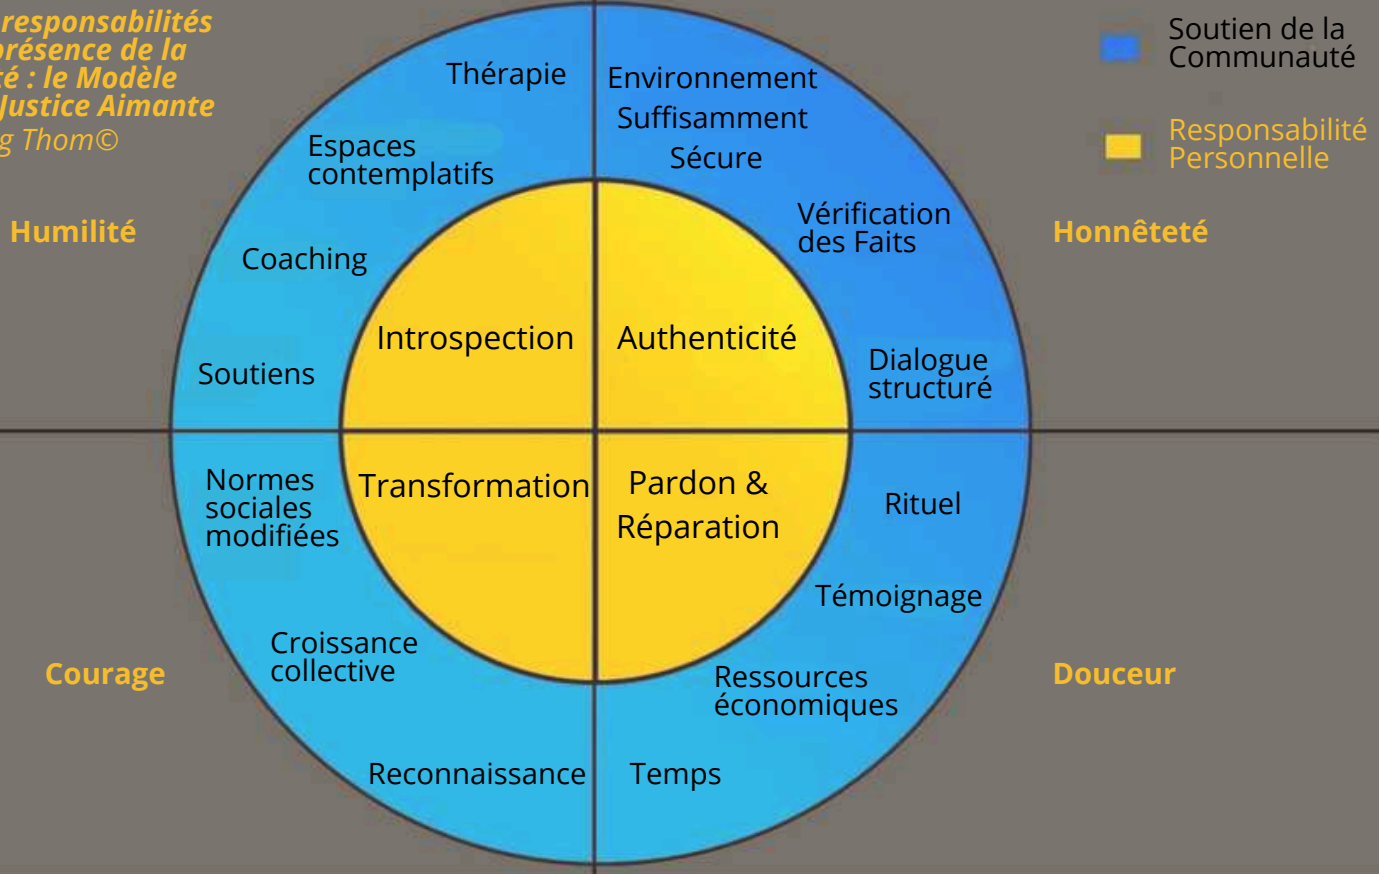 responsabilités
présence de la
té : le Modèle
Justice Aimante
g Thom©
Soutien de la
Communauté
Responsabilité
Personnelle
Humilité
Honnêteté
Thérapie
Espaces
contemplatifs
Coaching
Soutiens
Environnement
Suffisamment
Sécure
Vérification
des Faits
Dialogue
structuré
Introspection
Authenticité
Transformation
Pardon &
Réparation
Normes
sociales
modifiées
Croissance
collective
Reconnaissance
Rituel
Témoignage
Ressources
économiques
Temps
Courage
Douceur